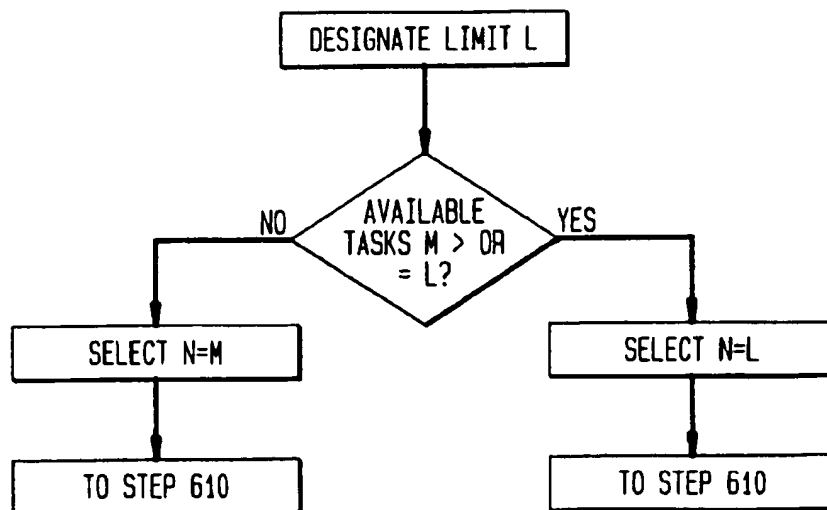 DESIGNATE LIMIT L
AVAILABLE
TASKS M > OR
= L?
NO
YES
SELECT N=M
SELECT N=L
TO STEP 610
TO STEP 610